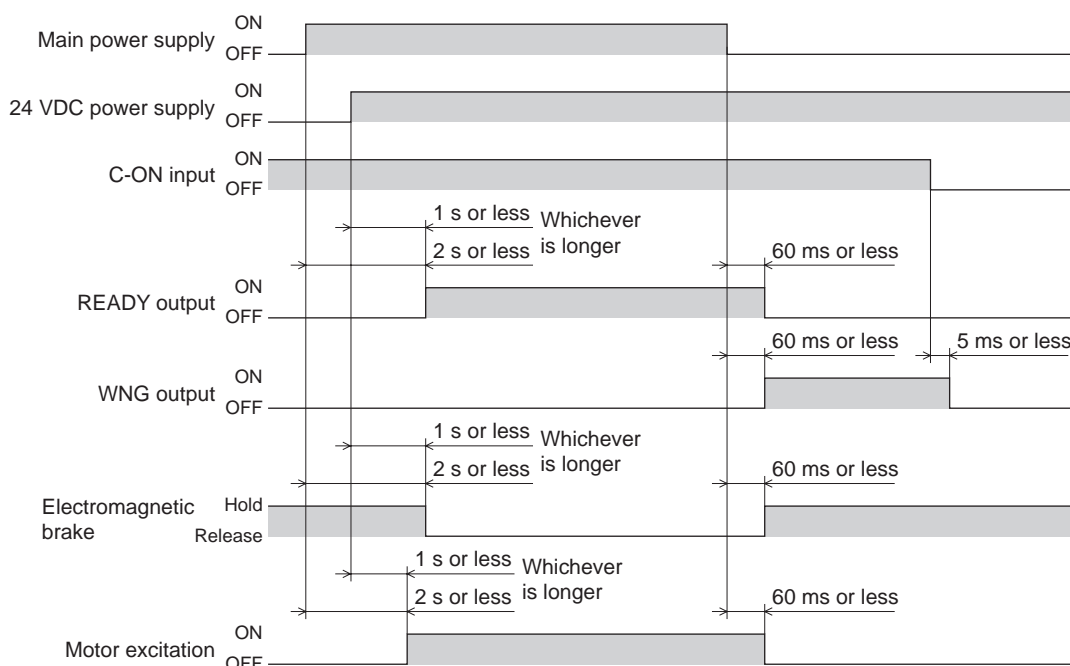 ON
Main power supply
OFF
ON
24 VDC power supply
OFF
ON
C-ON input
OFF
1 s or less
Whichever
is longer
2 s or less
60 ms or less
ON
READY output
OFF
60 ms or less
5 ms or less
ON
WNG output
OFF
1 s or less
Whichever
is longer
2 s or less
60 ms or less
Hold
Electromagnetic
brake
Release
1 s or less
Whichever
is longer
2 s or less
60 ms or less
ON
Motor excitation
OFF